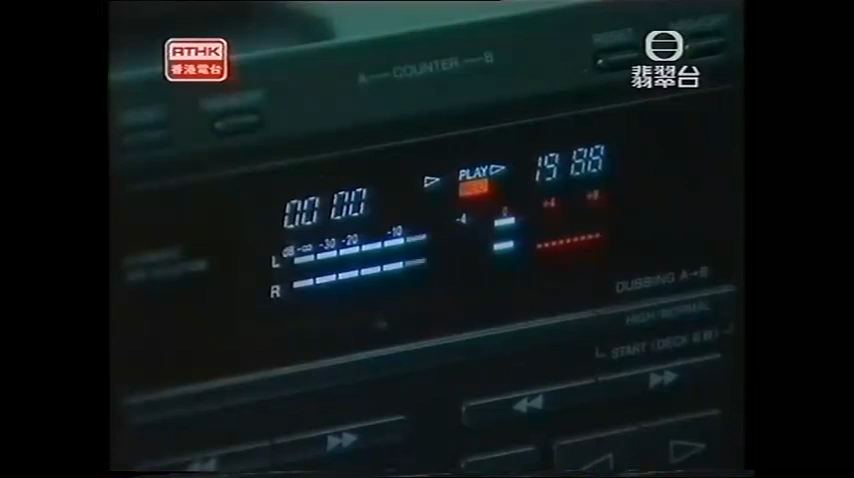 RTHK
香港電台
翡翠台
A — COUNTER — B
RESET
PLAY
00 00
19 88
dB -∞ -30 -20 -10 -4 0 +4 +8
L
R
DUBBING A→B
HIGH/NORMAL
START (DECK B)